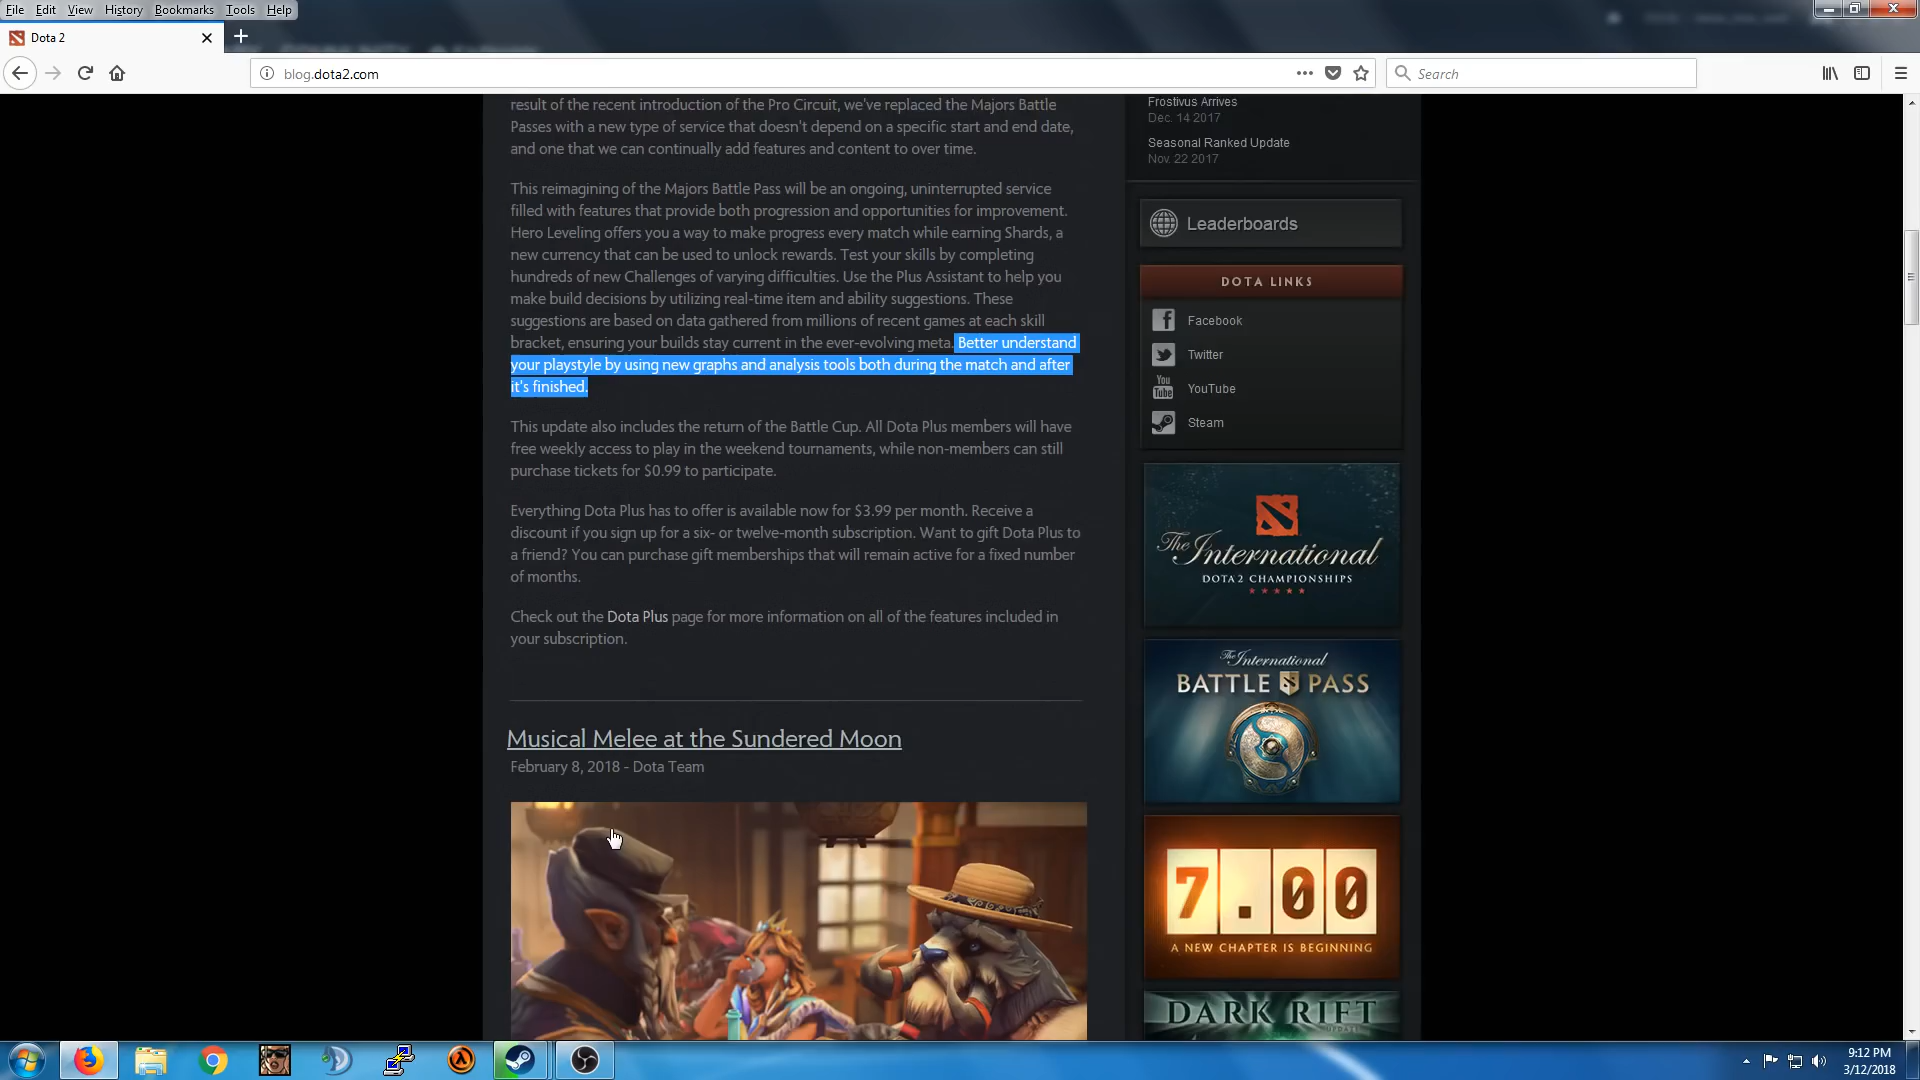 File Edit View History Bookmarks Tools Help
Dota 2
blog.dota2.com
Search
result of the recent introduction of the Pro Circuit, we've replaced the Majors Battle
Passes with a new type of service that doesn't depend on a specific start and end date,
and one that we can continually add features and content to over time.
This reimagining of the Majors Battle Pass will be an ongoing, uninterrupted service
filled with features that provide both progression and opportunities for improvement.
Hero Leveling offers you a way to make progress every match while earning Shards, a
new currency that can be used to unlock rewards. Test your skills by completing
hundreds of new Challenges of varying difficulties. Use the Plus Assistant to help you
make build decisions by utilizing real-time item and ability suggestions. These
suggestions are based on data gathered from millions of recent games at each skill
bracket, ensuring your builds stay current in the ever-evolving meta. Better understand
your playstyle by using new graphs and analysis tools both during the match and after
it's finished.
This update also includes the return of the Battle Cup. All Dota Plus members will have
free weekly access to play in the weekend tournaments, while non-members can still
purchase tickets for $0.99 to participate.
Everything Dota Plus has to offer is available now for $3.99 per month. Receive a
discount if you sign up for a six- or twelve-month subscription. Want to gift Dota Plus to
a friend? You can purchase gift memberships that will remain active for a fixed number
of months.
Check out the Dota Plus page for more information on all of the features included in
your subscription.
Musical Melee at the Sundered Moon
February 8, 2018 - Dota Team
Frostivus Arrives
Dec. 14 2017
Seasonal Ranked Update
Nov. 22 2017
Leaderboards
DOTA LINKS
Facebook
Twitter
You Tube YouTube
Steam
The International
DOTA 2 CHAMPIONSHIPS
The International
BATTLE PASS
7.00
A NEW CHAPTER IS BEGINNING
DARK RIFT
UPDATE
9:12 PM
3/12/2018